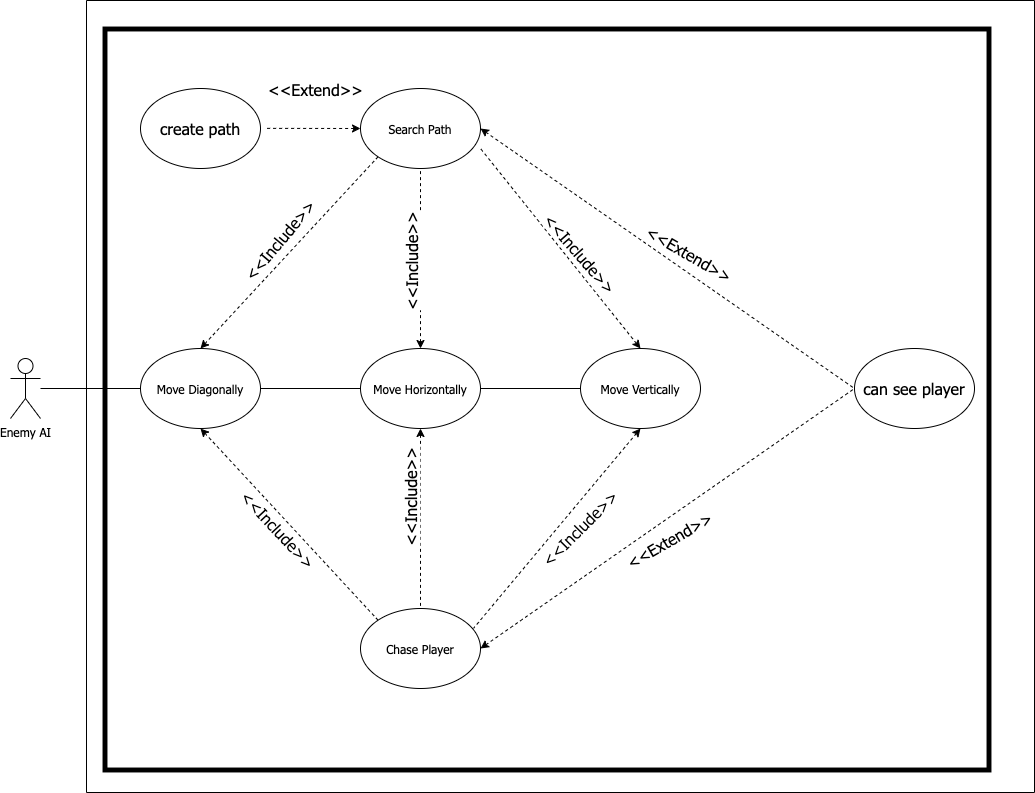 <<Extend>>
create path
Search Path
<<Include>>
<<Include>>
<<Include>>
<<Extend>>
Move Diagonally
Move Horizontally
Move Vertically
can see player
Enemy AI
<<Include>>
<<Include>>
<<Include>>
<<Extend>>
Chase Player